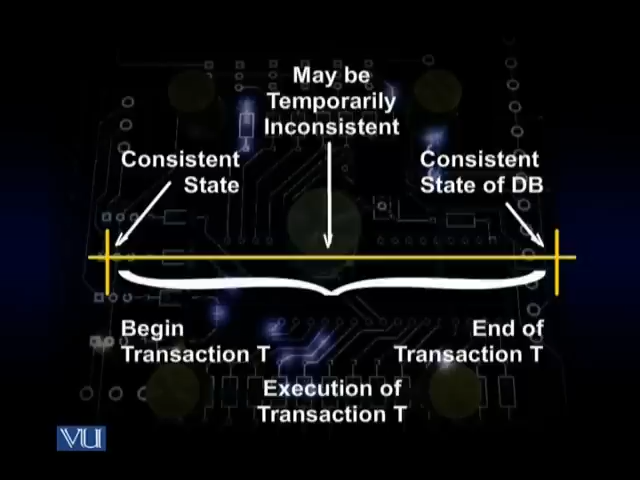 May be
Temporarily
Inconsistent
Consistent
State
Consistent
State of DB
Begin
Transaction T
End of
Transaction T
Execution of
Transaction T
VU